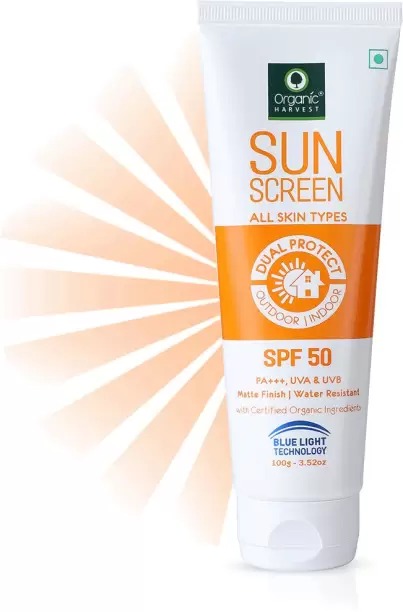 Organic®
HARVEST
SUN
SCREEN
ALL SKIN TYPES
DUAL PROTECT
OUTDOOR | INDOOR
SPF 50
PA+++, UVA & UVB
Matte Finish | Water Resistant
with Certified Organic Ingredients
BLUE LIGHT
TECHNOLOGY
100g - 3.52oz